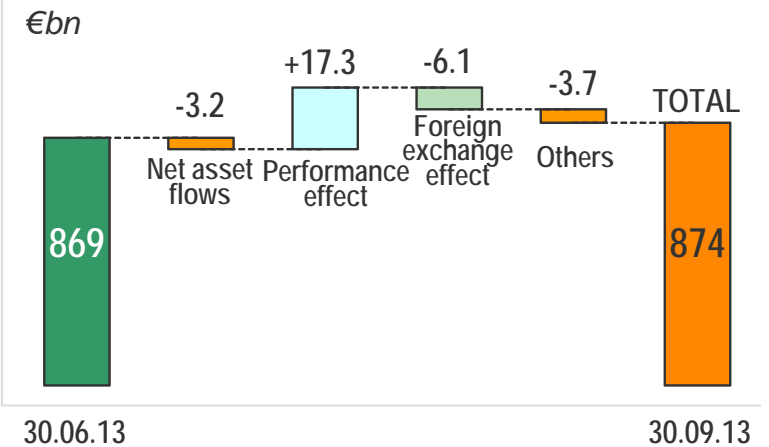 €bn
+17.3
-6.1
-3.2
-3.7
TOTAL
Net asset
flows
Performance
effect
Foreign
exchange
effect
Others
869
874
30.06.13
30.09.13